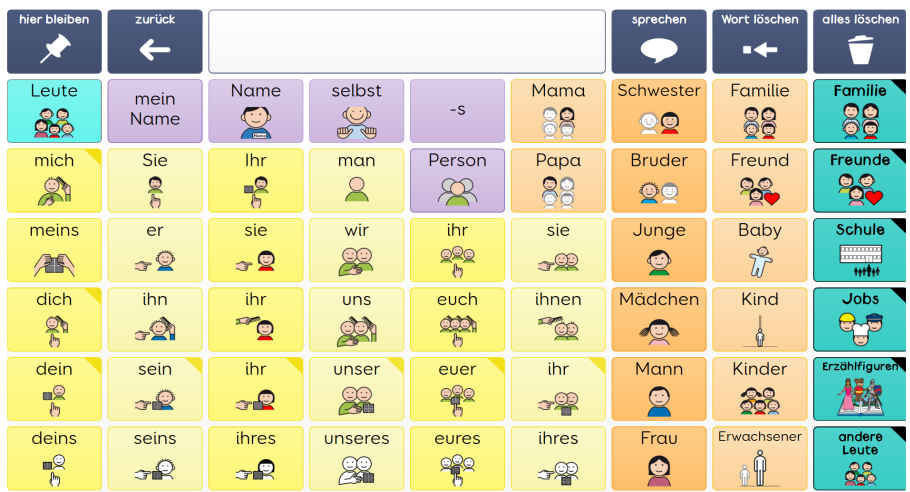 hier bleiben
zurück
sprechen
Wort löschen
alles löschen
Leute
mein
Name
Name
Name
selbst
-s
Mama
Schwester
Familie
Familie
mich
Sie
Ihr
man
Person
Papa
Bruder
Freund
Freunde
meins
er
sie
wir
ihr
sie
Junge
Baby
Schule
dich
ihn
ihr
uns
euch
ihnen
Mädchen
Kind
Jobs
dein
sein
ihr
unser
euer
ihr
Mann
Kinder
Erzählfiguren
deins
seins
ihres
unseres
eures
ihres
Frau
Erwachsener
andere
Leute